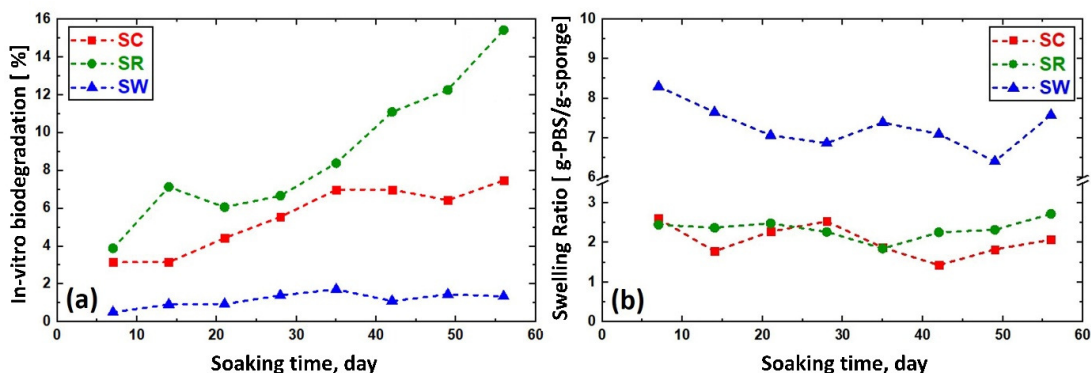 In-vitro biodegradation [ %]
16
14
12
10
8
6
4
2
0
SC
SR
SW
(a)
0
10
20
30
40
50
60
Soaking time, day
Swelling Ratio [ g-PBS/g-sponge]
10
9
8
7
6
3
2
1
0
SC
SR
SW
(b)
0
10
20
30
40
50
60
Soaking time, day